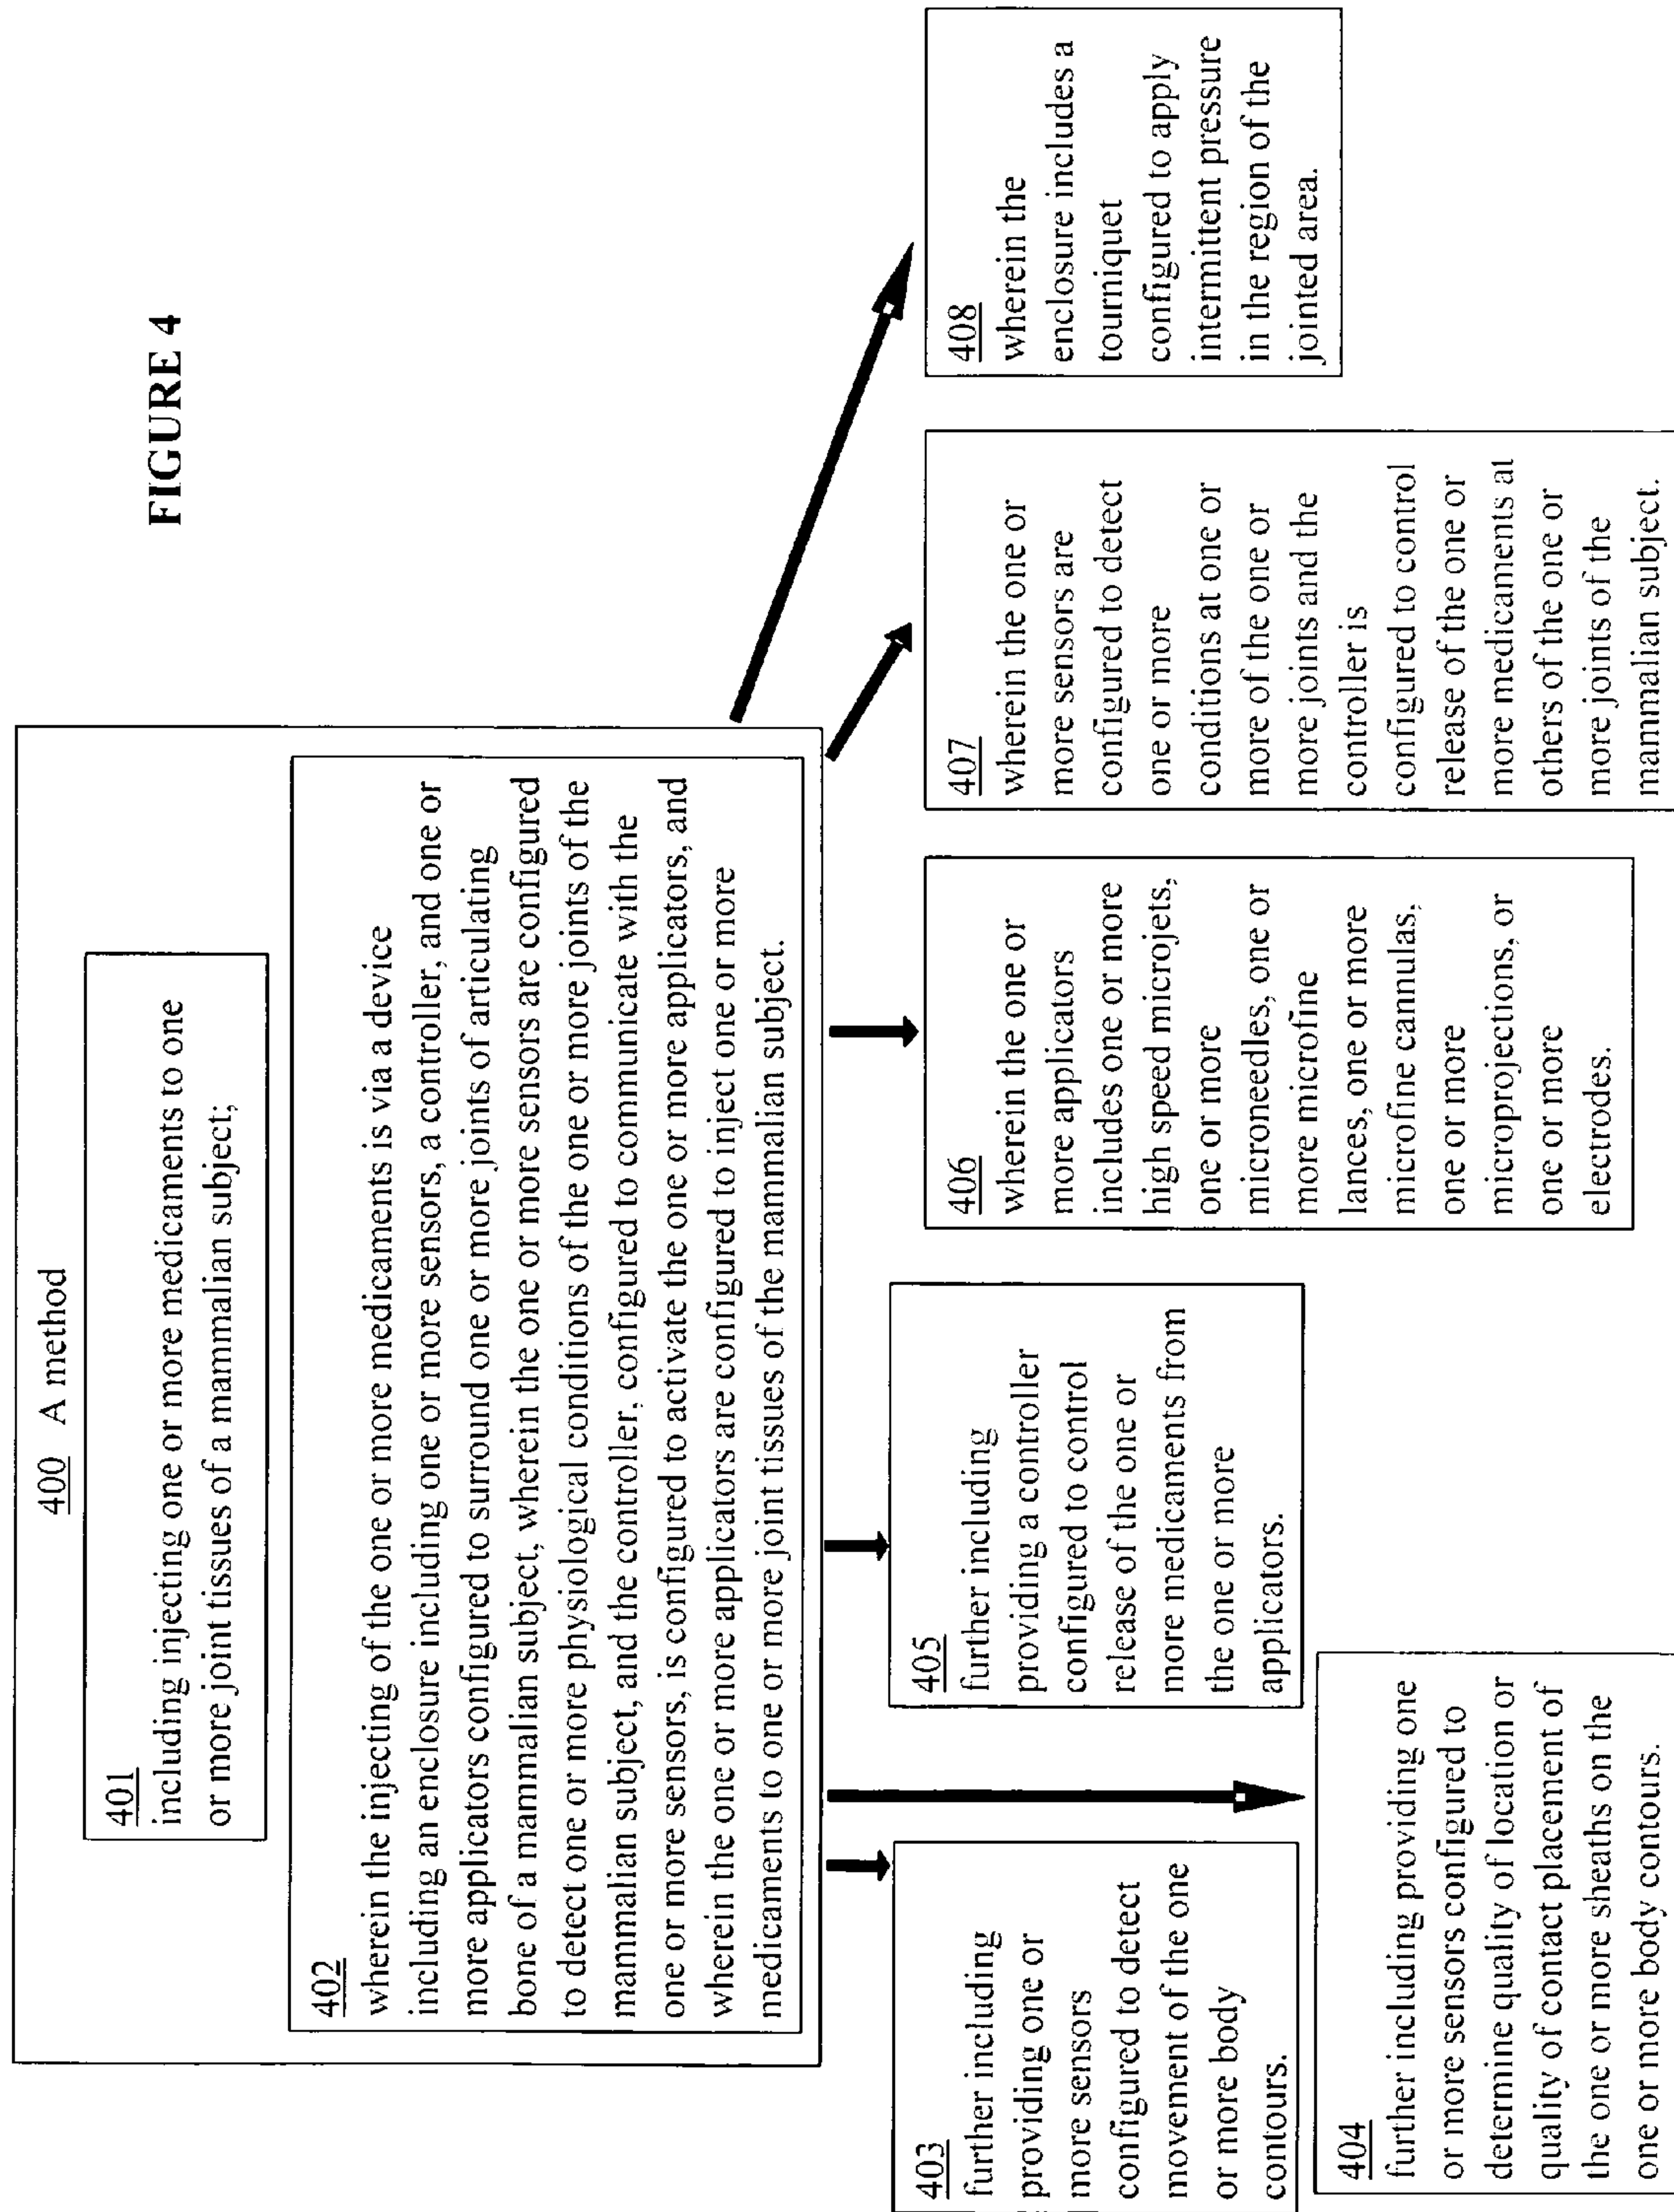 FIGURE 4
400 A method
401
including injecting one or more medicaments to one
or more joint tissues of a mammalian subject;
402
wherein the injecting of the one or more medicaments is via a device
including an enclosure including one or more sensors, a controller, and one or
more applicators configured to surround one or more joints of articulating
bone of a mammalian subject, wherein the one or more sensors are configured
to detect one or more physiological conditions of the one or more joints of the
mammalian subject, and the controller, configured to communicate with the
one or more sensors, is configured to activate the one or more applicators, and
wherein the one or more applicators are configured to inject one or more
medicaments to one or more joint tissues of the mammalian subject.
403
further including
providing one or
more sensors
configured to detect
movement of the one
or more body
contours.
404
further including providing one
or more sensors configured to
determine quality of location or
quality of contact placement of
the one or more sheaths on the
one or more body contours.
405
further including
providing a controller
configured to control
release of the one or
more medicaments from
the one or more
applicators.
406
wherein the one or
more applicators
includes one or more
high speed microjets,
one or more
microneedles, one or
more microfine
lances, one or more
microfine cannulas,
one or more
microprojections, or
one or more
electrodes.
407
wherein the one or
more sensors are
configured to detect
one or more
conditions at one or
more of the one or
more joints and the
controller is
configured to control
release of the one or
more medicaments at
others of the one or
more joints of the
mammalian subject.
408
wherein the
enclosure includes a
tourniquet
configured to apply
intermittent pressure
in the region of the
jointed area.